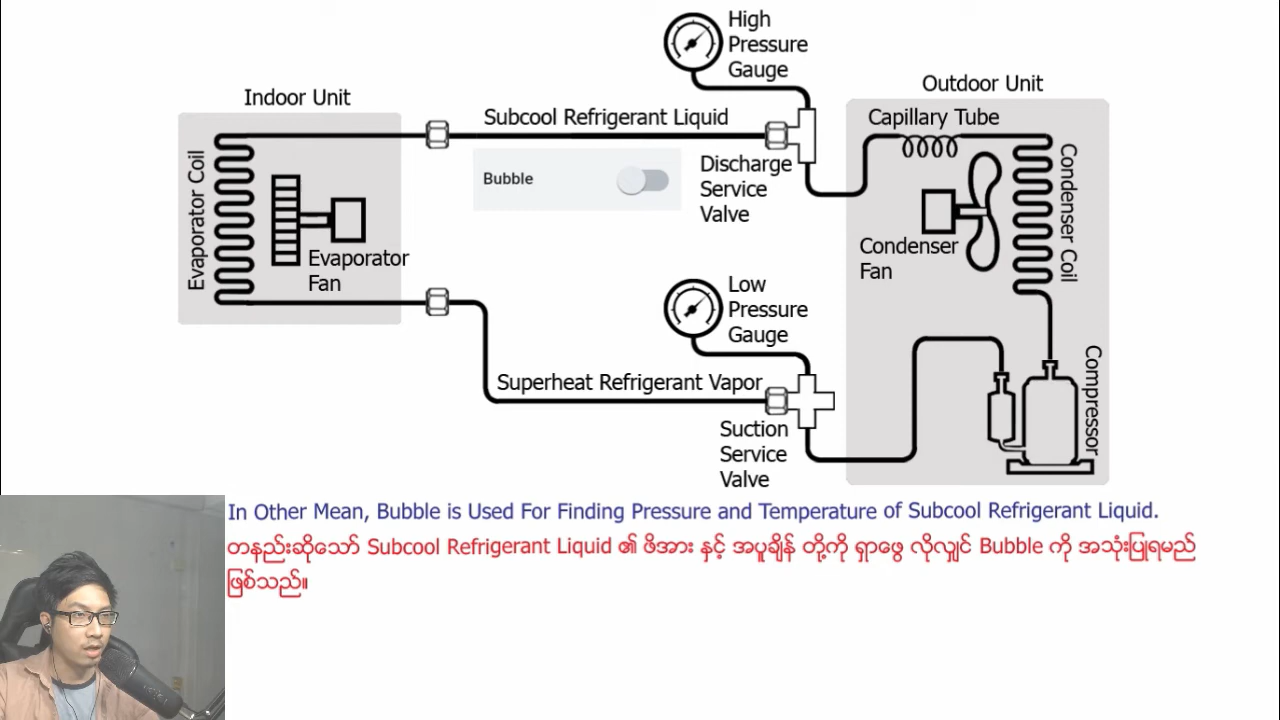 High
Pressure
Gauge
Indoor Unit
Outdoor Unit
Subcool Refrigerant Liquid
Capillary Tube
Evaporator Coil
Bubble
Discharge
Service
Valve
Condenser Coil
Evaporator
Fan
Condenser
Fan
Low
Pressure
Gauge
Superheat Refrigerant Vapor
Compressor
Suction
Service
Valve
In Other Mean, Bubble is Used For Finding Pressure and Temperature of Subcool Refrigerant Liquid.
တနည်းဆိုသော် Subcool Refrigerant Liquid ၏ ဖိအား နှင့် အပူချိန် တို့ကို ရှာဖွေ လိုလျှင် Bubble ကို အသုံးပြုရမည်
ဖြစ်သည်။